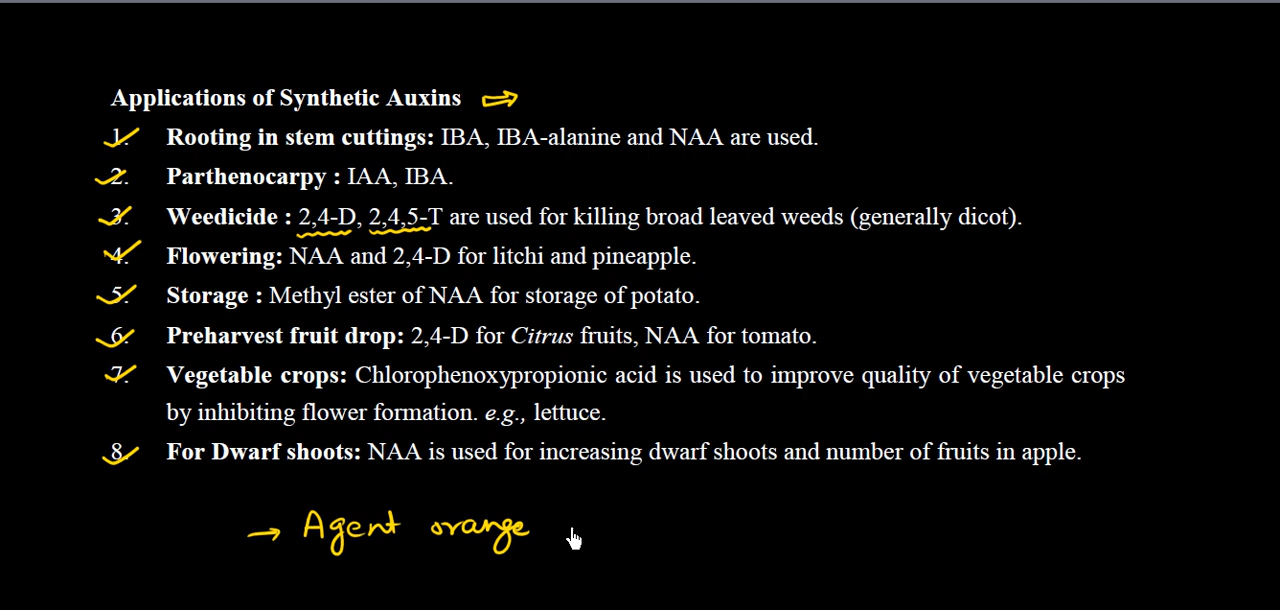 Applications of Synthetic Auxins ⇒
1. Rooting in stem cuttings: IBA, IBA-alanine and NAA are used.
2. Parthenocarpy : IAA, IBA.
3. Weedicide : 2,4-D, 2,4,5-T are used for killing broad leaved weeds (generally dicot).
4. Flowering: NAA and 2,4-D for litchi and pineapple.
5. Storage : Methyl ester of NAA for storage of potato.
6. Preharvest fruit drop: 2,4-D for Citrus fruits, NAA for tomato.
7. Vegetable crops: Chlorophenoxypropionic acid is used to improve quality of vegetable crops
by inhibiting flower formation. e.g., lettuce.
8. For Dwarf shoots: NAA is used for increasing dwarf shoots and number of fruits in apple.
→ Agent orange